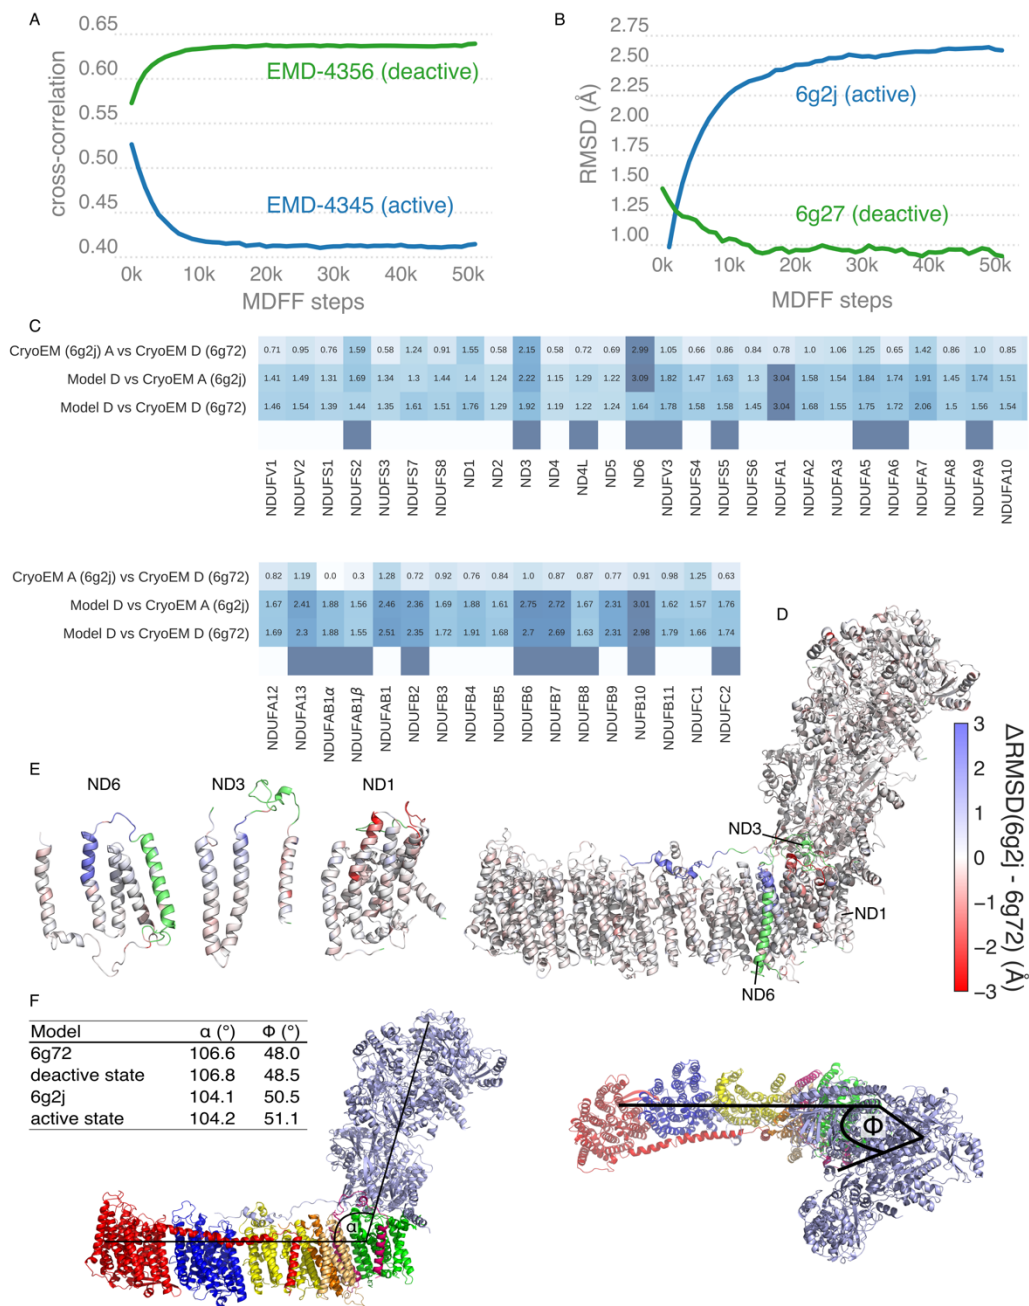 A
0.65
0.60
0.55
0.50
0.45
0.40
cross-correlation
EMD-4356 (deactive)
EMD-4345 (active)
0k 10k 20k 30k 40k 50k
MDFF steps
B
2.75
2.50
2.25
2.00
1.75
1.50
1.25
1.00
RMSD (Å)
6g2j (active)
6g27 (deactive)
0k 10k 20k 30k 40k 50k
MDFF steps
C
CryoEM (6g2j) A vs CryoEM D (6g72) 0.71 0.95 0.76 1.59 0.58 1.24 0.91 1.55 0.58 2.15 0.58 0.72 0.69 2.99 1.05 0.66 0.86 0.84 0.78 1.0 1.06 1.25 0.65 1.42 0.86 1.0 0.85
Model D vs CryoEM A (6g2j) 1.41 1.49 1.31 1.69 1.34 1.3 1.44 1.4 1.24 2.22 1.15 1.29 1.22 3.09 1.82 1.47 1.63 1.3 3.04 1.58 1.54 1.84 1.74 1.91 1.45 1.74 1.51
Model D vs CryoEM D (6g72) 1.46 1.54 1.39 1.44 1.35 1.61 1.51 1.76 1.29 1.92 1.19 1.22 1.24 1.64 1.78 1.58 1.58 1.45 3.04 1.68 1.55 1.75 1.72 2.06 1.5 1.56 1.54
NDUFV1 NDUFV2 NDUFS1 NDUFS2 NUDFS3 NDUFS7 NDUFS8 ND1 ND2 ND3 ND4 ND4L ND5 ND6 NDUFV3 NDUFS4 NDUFS5 NDUFS6 NDUFA1 NDUFA2 NDUFA3 NDUFA5 NDUFA6 NDUFA7 NDUFA8 NDUFA9 NDUFA10
CryoEM A (6g2j) vs CryoEM D (6g72) 0.82 1.19 0.0 0.3 1.28 0.72 0.92 0.76 0.84 1.0 0.87 0.87 0.77 0.91 0.98 1.25 0.63
Model D vs CryoEM A (6g2j) 1.67 2.41 1.88 1.56 2.46 2.36 1.69 1.88 1.61 2.75 2.72 1.67 2.31 3.01 1.62 1.57 1.76
Model D vs CryoEM D (6g72) 1.69 2.3 1.88 1.55 2.51 2.35 1.72 1.91 1.68 2.7 2.69 1.63 2.31 2.98 1.79 1.66 1.74
NDUFA12 NDUFA13 NDUFAB1α NDUFAB1β NDUFAB1 NDUFB2 NDUFB3 NDUFB4 NDUFB5 NDUFB6 NDUFB7 NDUFB8 NDUFB9 NUFB10 NDUFB11 NDUFC1 NDUFC2
D
ND3
ND1
ND6
3
2
1
0
−1
−2
−3
ΔRMSD(6g2j - 6g72) (Å)
E
ND6 ND3 ND1
F
Model α (°) Φ (°)
6g72 106.6 48.0
deactive state 106.8 48.5
6g2j 104.1 50.5
active state 104.2 51.1
α
Φ